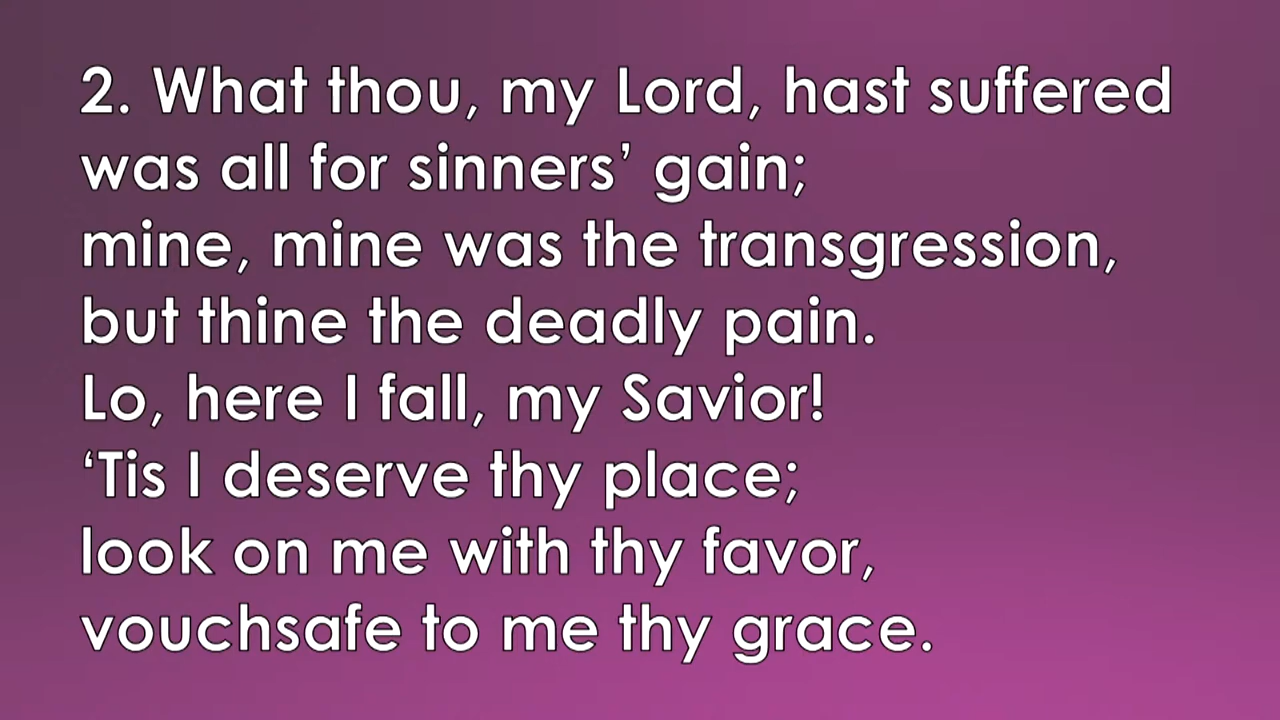 2. What thou, my Lord, hast suffered
was all for sinners’ gain;
mine, mine was the transgression,
but thine the deadly pain.
Lo, here I fall, my Savior!
‘Tis I deserve thy place;
look on me with thy favor,
vouchsafe to me thy grace.